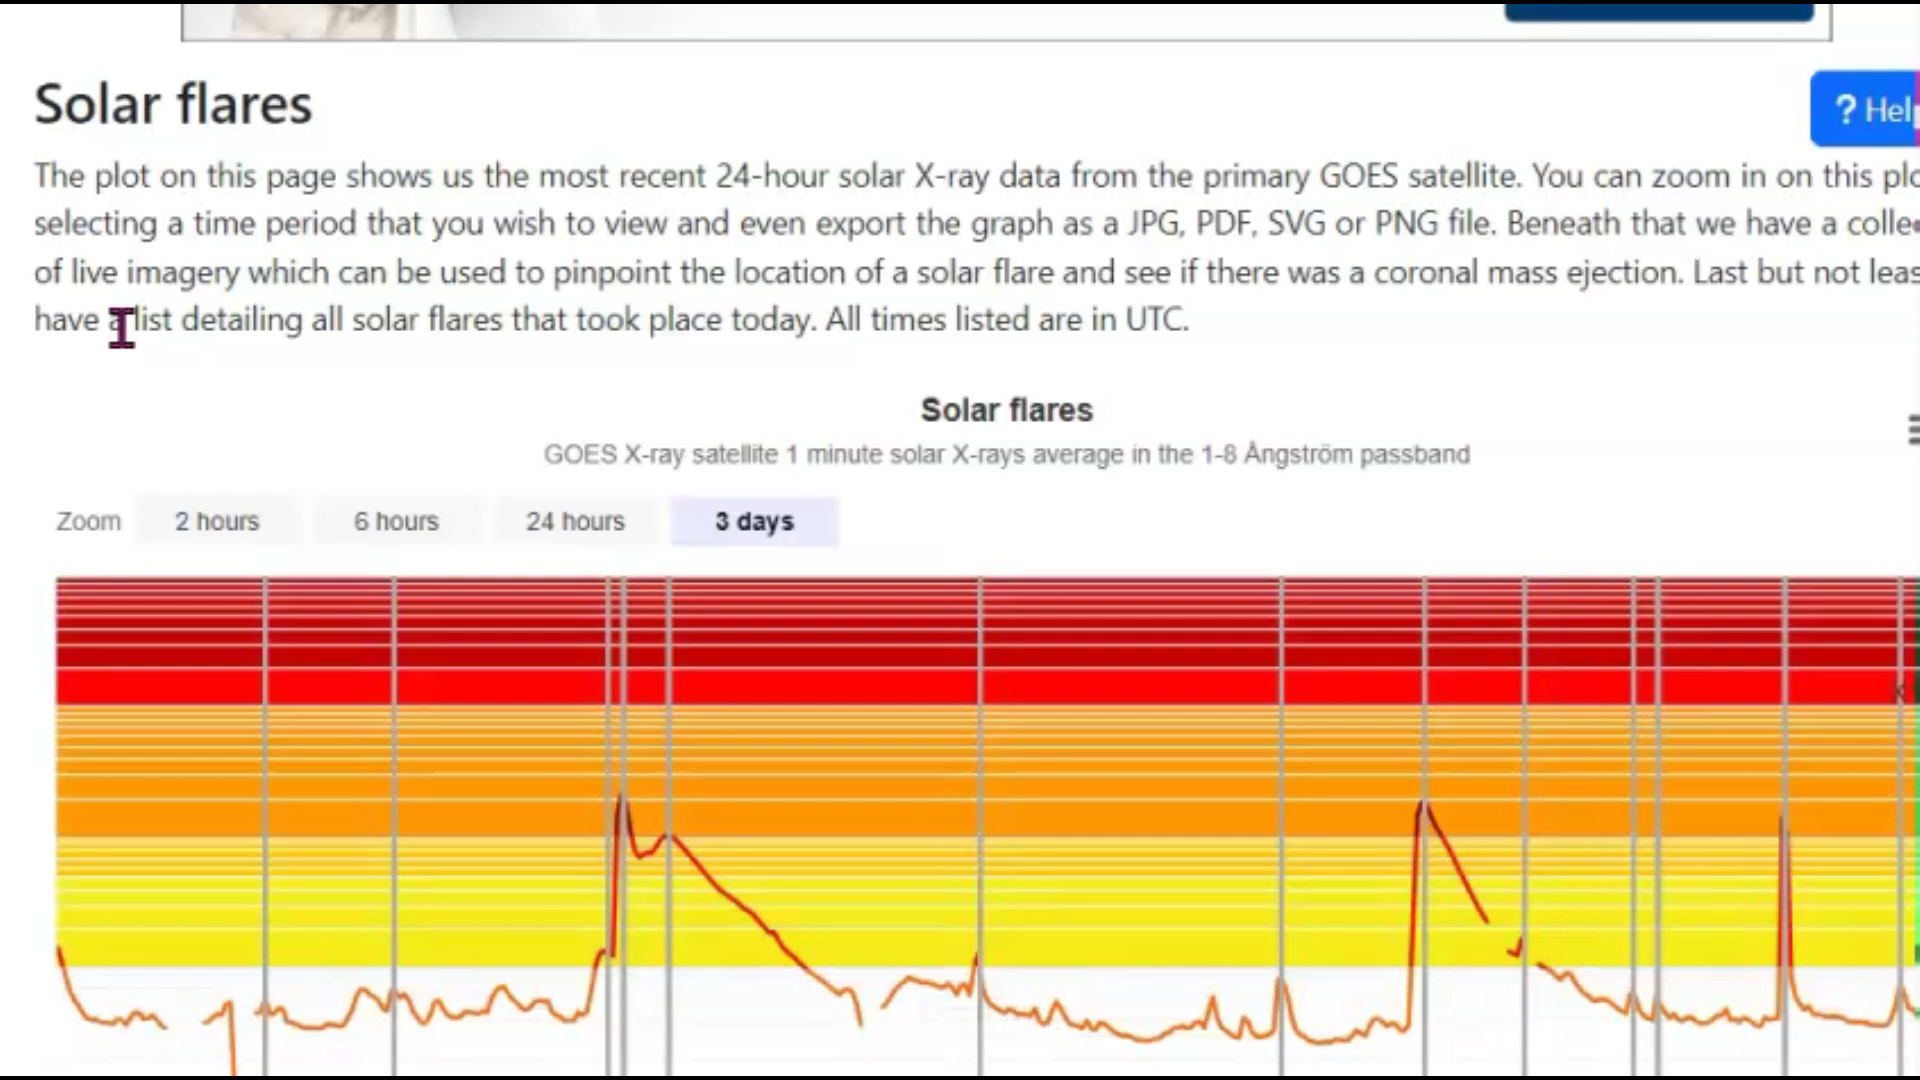 Solar flares
? Hel
The plot on this page shows us the most recent 24-hour solar X-ray data from the primary GOES satellite. You can zoom in on this plo
selecting a time period that you wish to view and even export the graph as a JPG, PDF, SVG or PNG file. Beneath that we have a colle
of live imagery which can be used to pinpoint the location of a solar flare and see if there was a coronal mass ejection. Last but not leas
have a list detailing all solar flares that took place today. All times listed are in UTC.
Solar flares
GOES X-ray satellite 1 minute solar X-rays average in the 1-8 Ångström passband
Zoom 2 hours 6 hours 24 hours 3 days